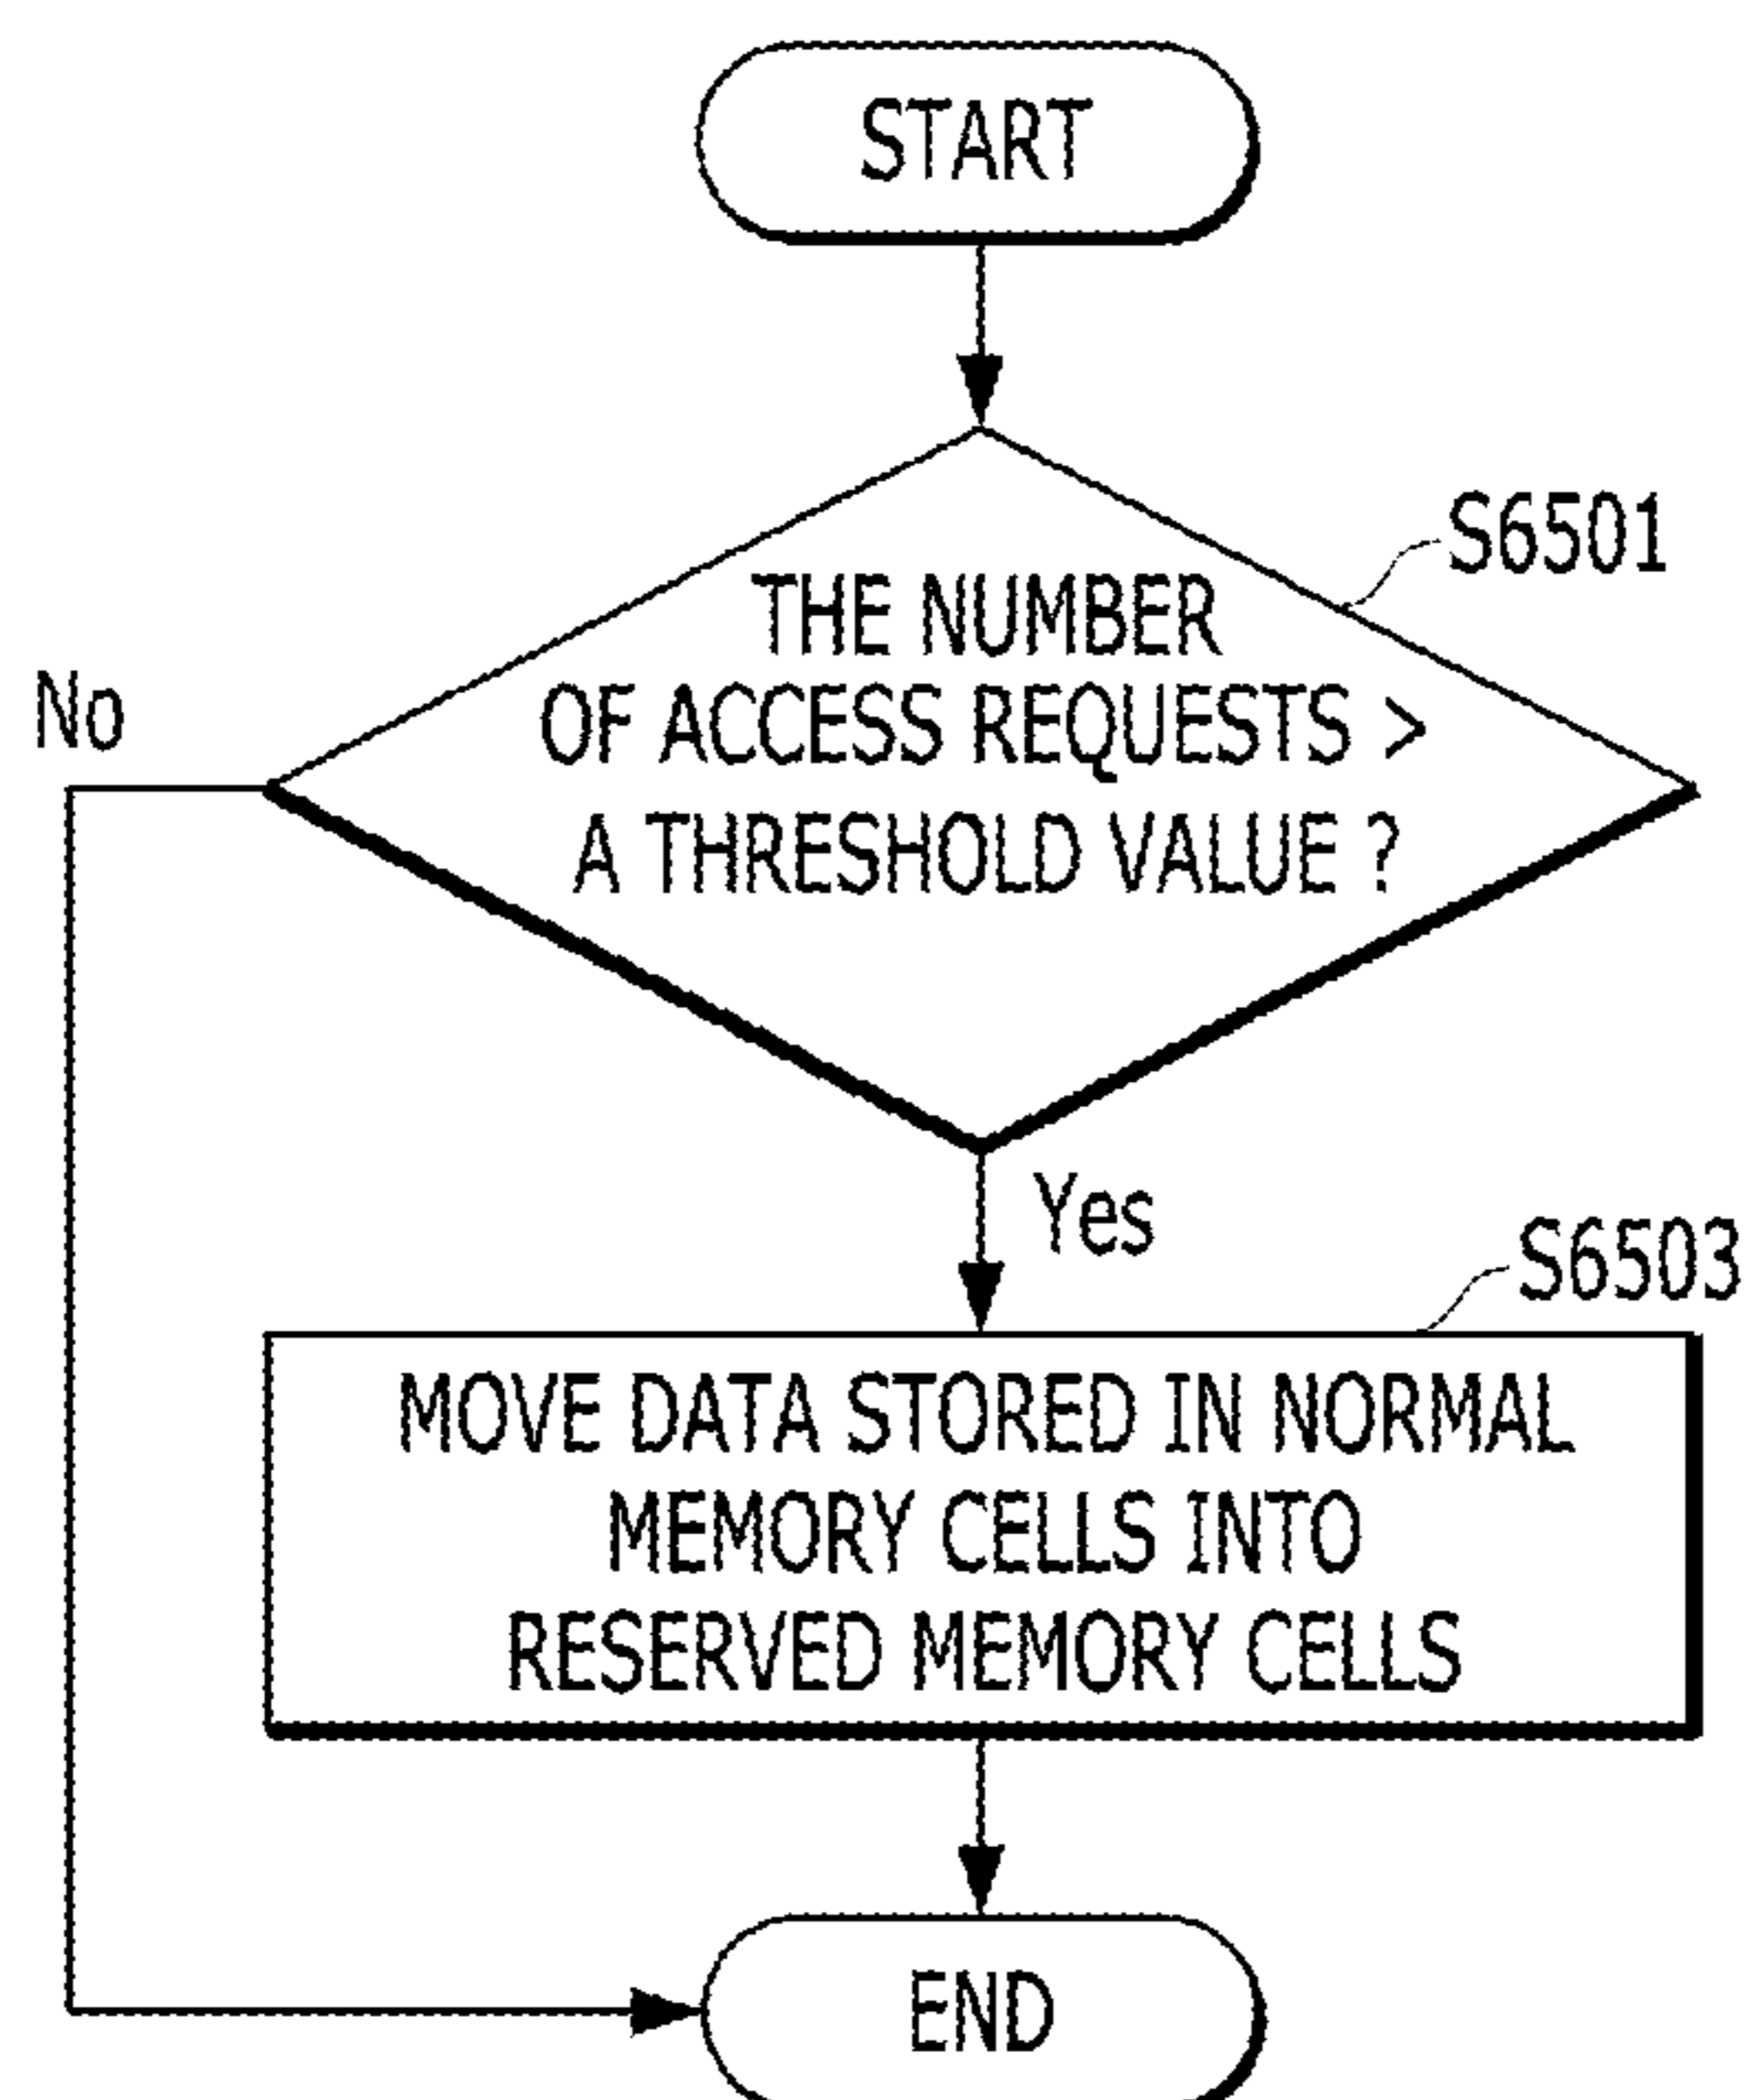 START
S6501
THE NUMBER
OF ACCESS REQUESTS >
A THRESHOLD VALUE ?
No
Yes
S6503
MOVE DATA STORED IN NORMAL
MEMORY CELLS INTO
RESERVED MEMORY CELLS
END